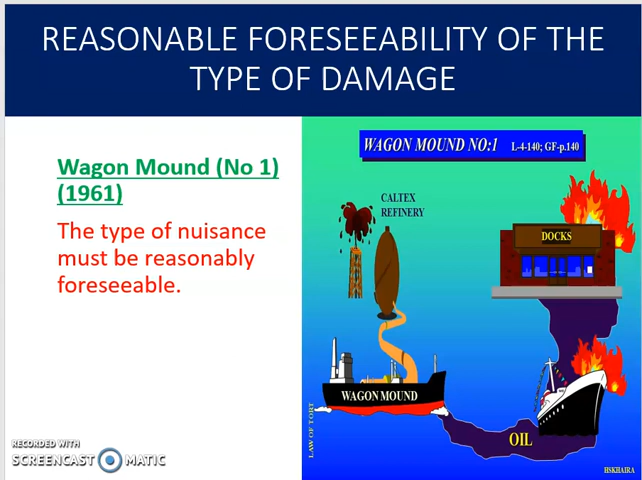 REASONABLE FORESEEABILITY OF THE
TYPE OF DAMAGE
Wagon Mound (No 1)
(1961)
The type of nuisance
must be reasonably
foreseeable.
WAGON MOUND NO:1 L-4-140; GF-p.140
CALTEX
REFINERY
DOCKS
WAGON MOUND
OIL
LAW OF TORT
HSKHAIRA
RECORDED WITH
SCREENCAST MATIC